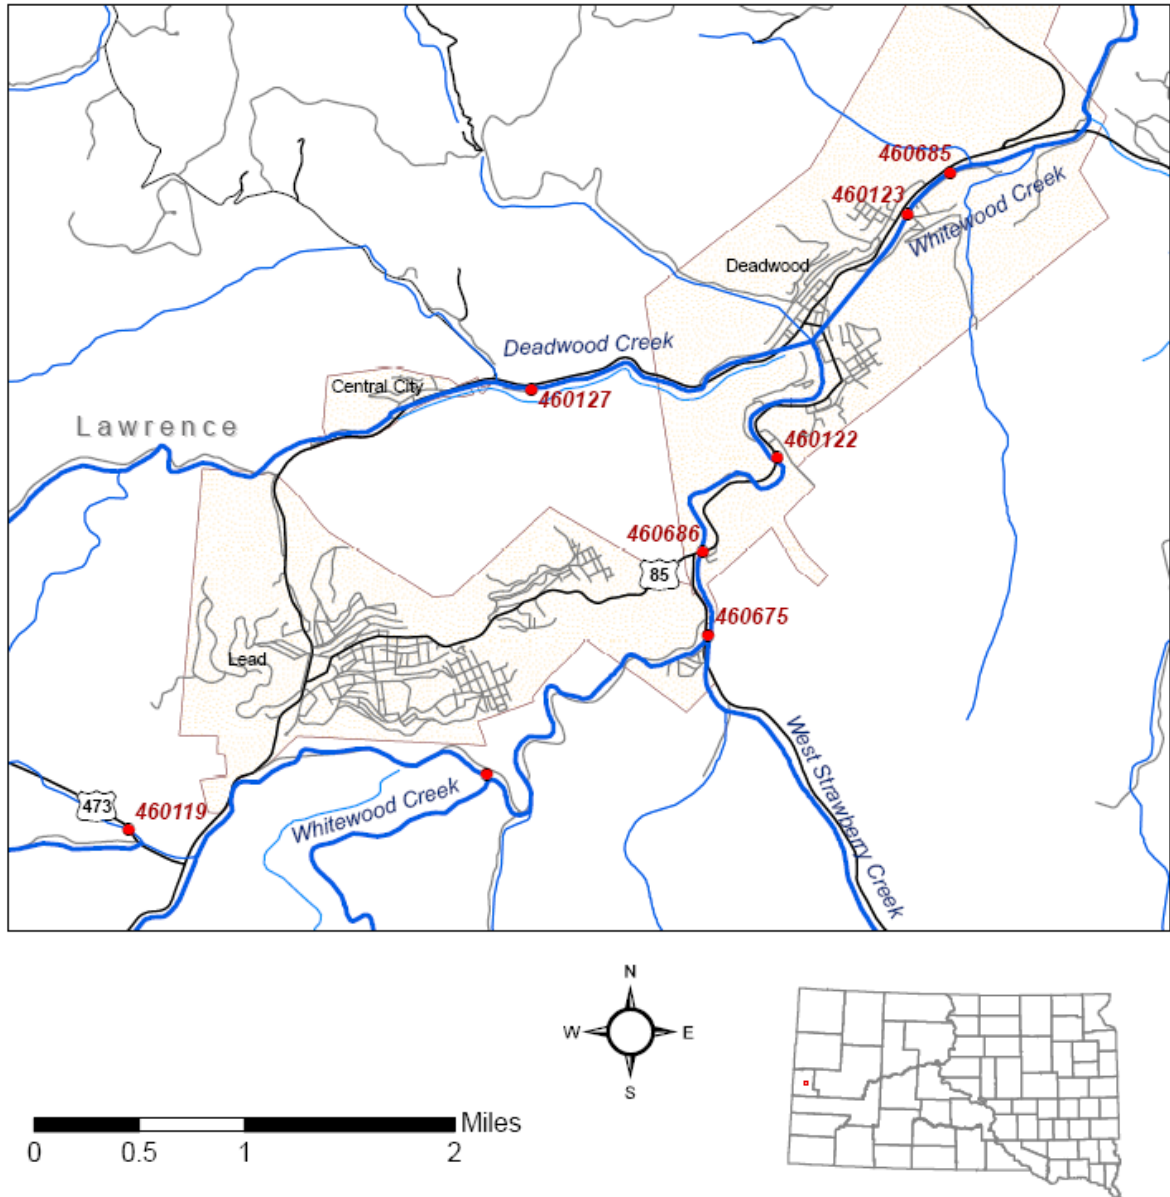 460685
460123
Whitewood Creek
Deadwood
Deadwood Creek
Central City
460127
Lawrence
460122
460686
85
460675
Lead
West Strawberry Creek
473
460119
Whitewood Creek
N
W
E
S
Miles
0
0.5
1
2